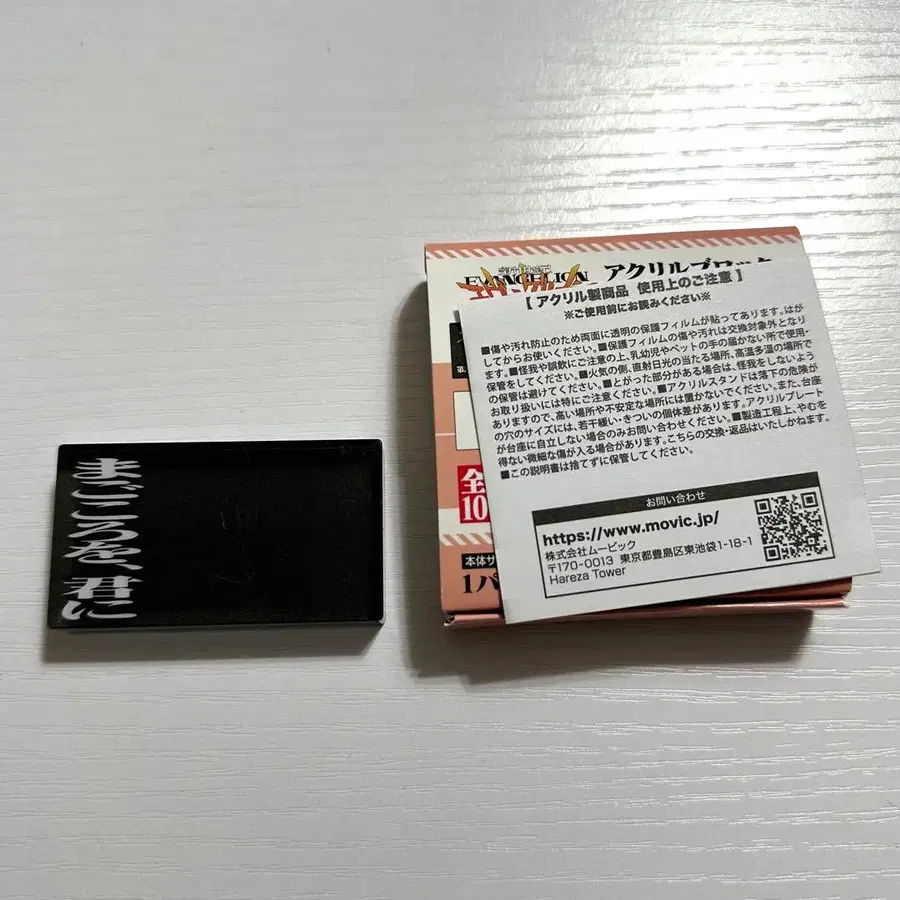 まごころを、君に
EVANGELION
アクリルブロック
【 アクリル製商品 使用上のご注意 】
※ご使用前にお読みください※
■傷や汚れ防止のため両面に透明の保護フィルムが貼ってあります。はが
してからお使いください。■保護フィルムの傷や汚れは交換対象外となり
ます。■怪我や誤飲にご注意の上、乳幼児やペットの手の届かない所で使用・
保管をしてください。■火気の側、直射日光の当たる場所、高温多湿の場所で
の保管は避けてください。■とがった部分がある場合は、怪我をしないよう
お取り扱いには特にご注意ください。■アクリルスタンドは落下の危険が
ありますので、高い場所や不安定な場所には置かないでください。また、台座
の穴のサイズには、若干緩い・きついの個体差があります。アクリルプレート
が台座に自立しない場合のみお問い合わせください。■製造工程上、やむを
得ない微細な傷が入る場合があります。こちらの交換・返品はいたしかねます。
■この説明書は捨てずに保管してください。
お問い合わせ
https://www.movic.jp/
株式会社ムービック
〒170-0013 東京都豊島区東池袋1-18-1
Hareza Tower
全
10
本体サ
1パ